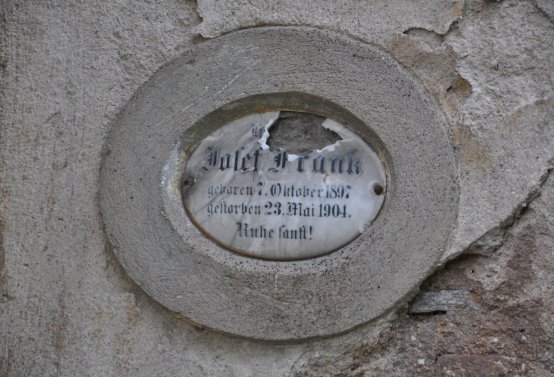 Josef Frank
geboren 7. Oktober 1897
gestorben 23. Mai 1904.
Ruhe sanft!